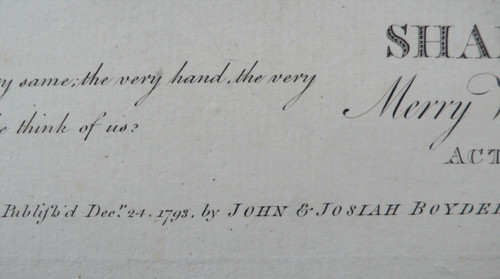 SHA
y same; the very hand, the very
Merry
think of us?
ACT
Publish'd Decr. 24. 1793, by JOHN & JOSIAH BOYDE